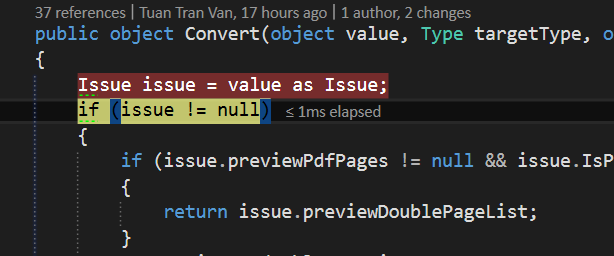 37 references | Tuan Tran Van, 17 hours ago | 1 author, 2 changes
public object Convert(object value, Type targetType, o
{
Issue issue = value as Issue;
if (issue != null) ≤ 1ms elapsed
{
if (issue.previewPdfPages != null && issue.IsP
{
return issue.previewDoublePageList;
}